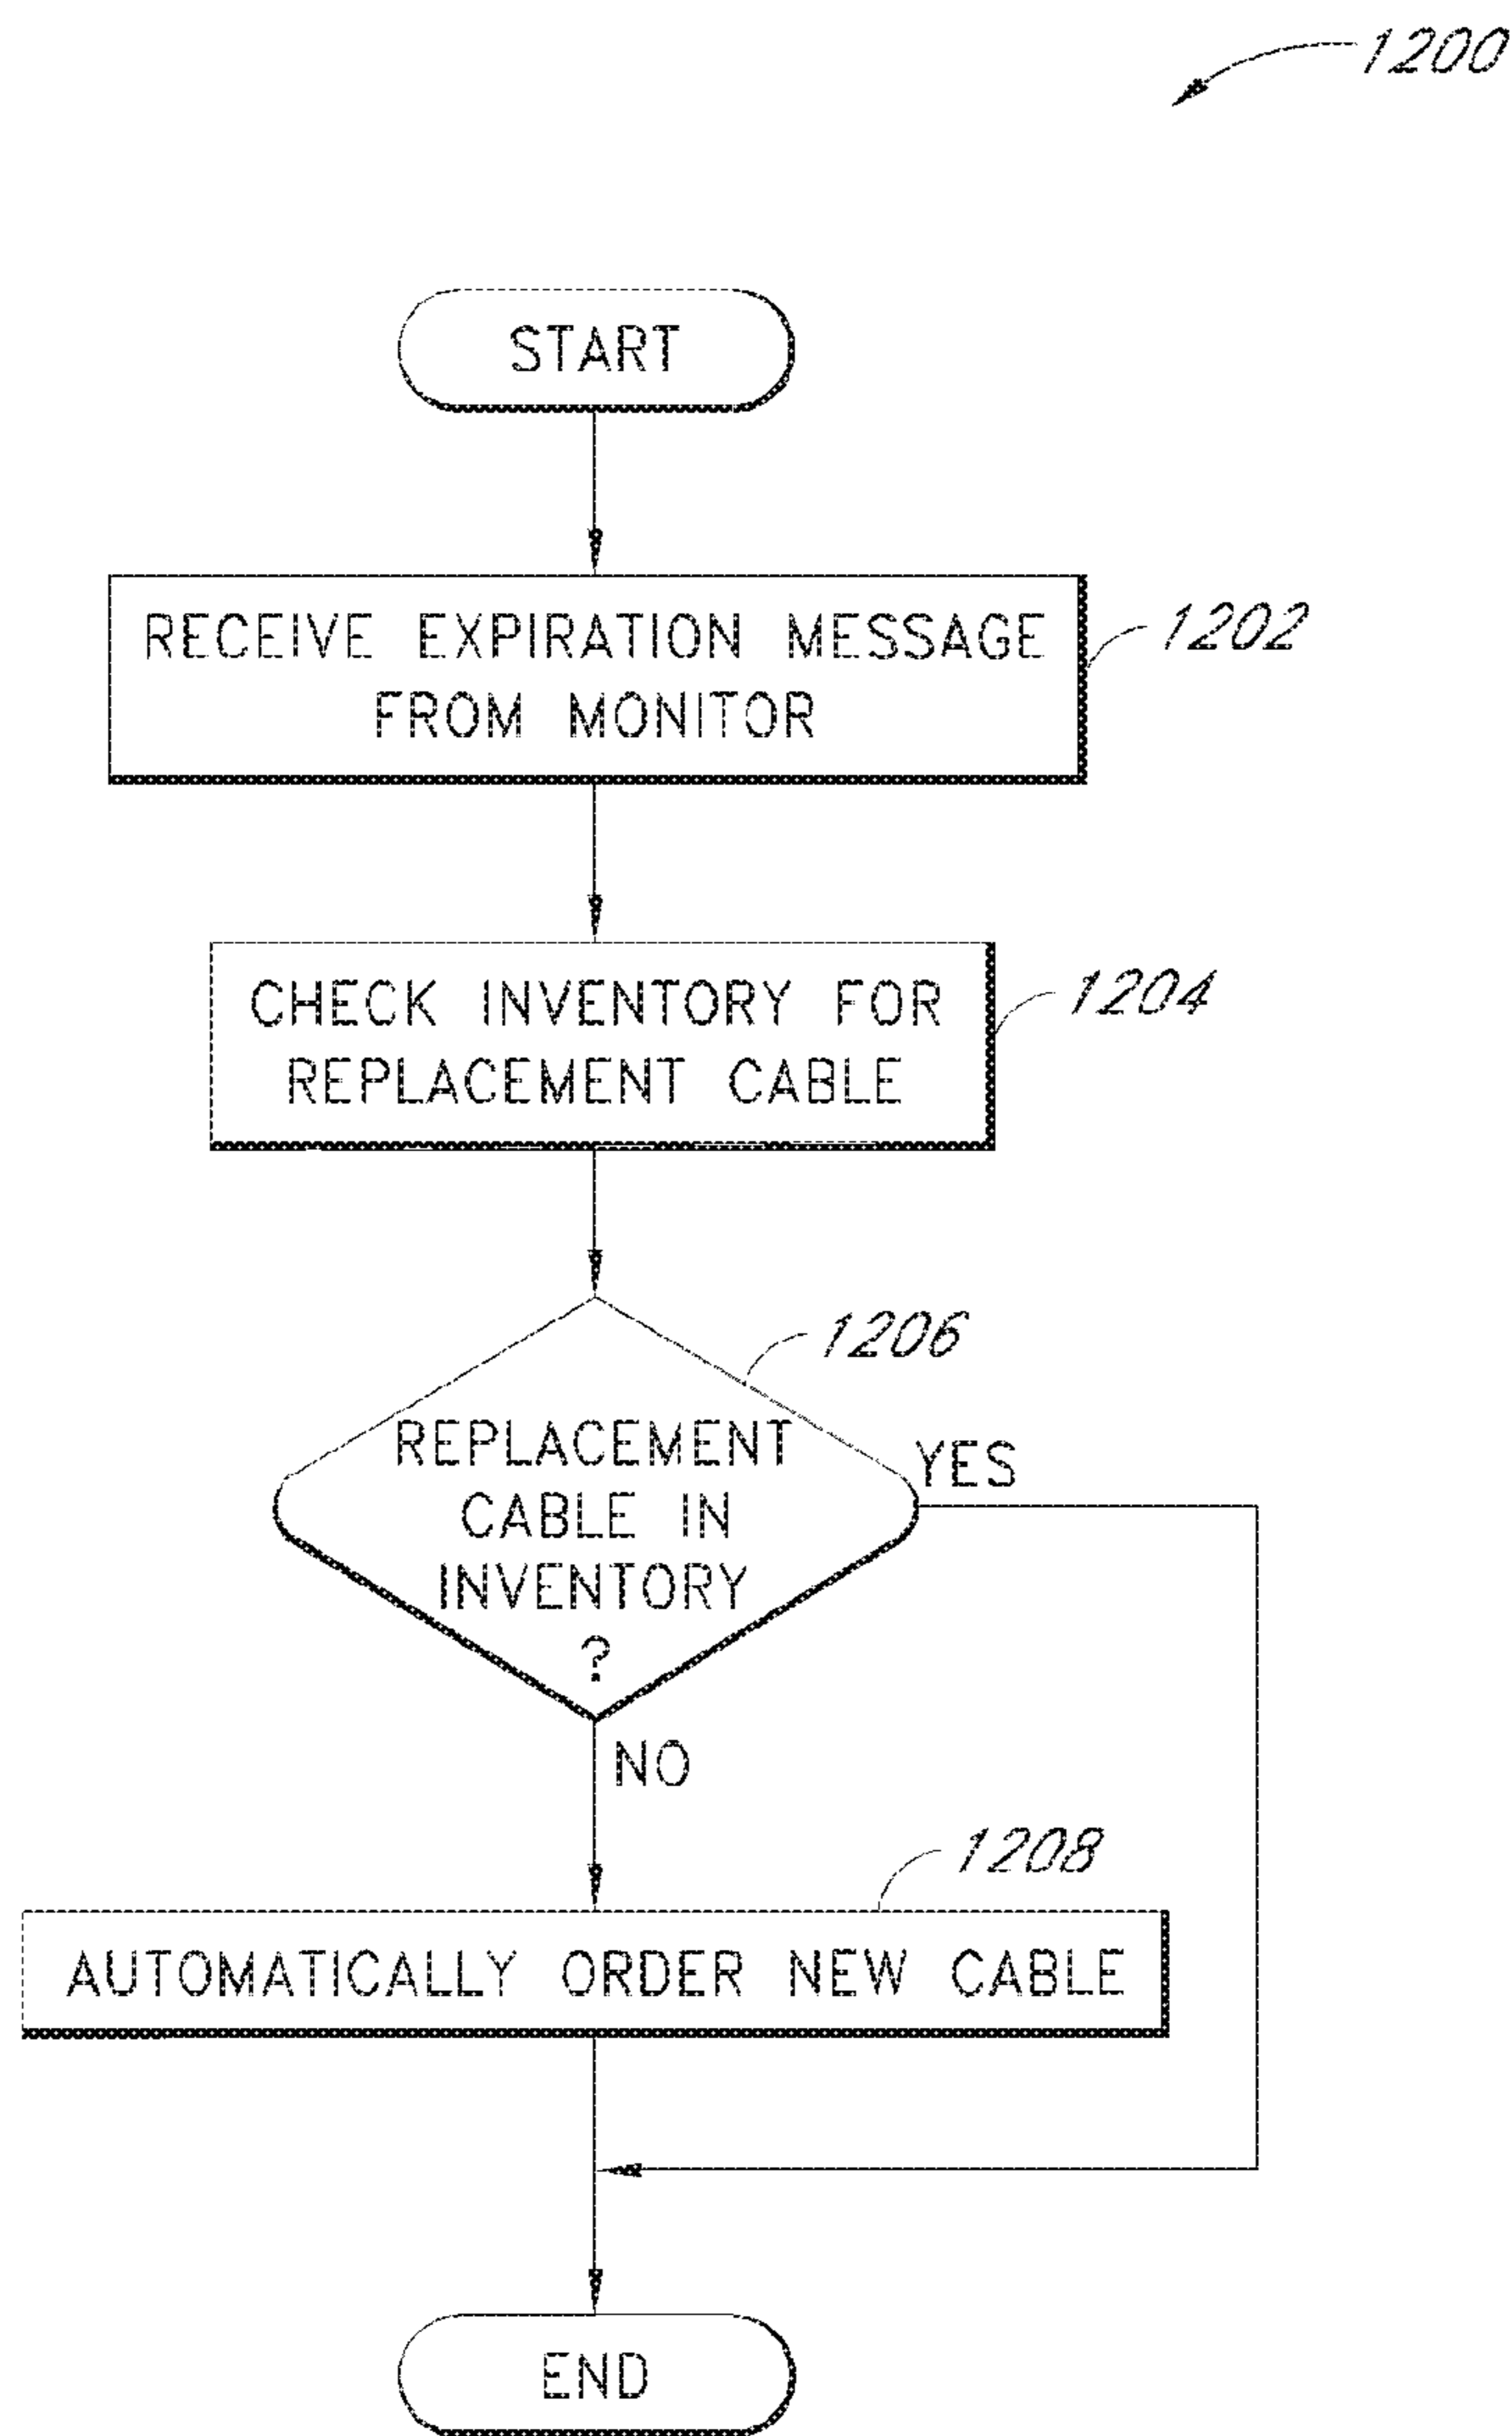 1200
START
RECEIVE EXPIRATION MESSAGE
FROM MONITOR
1202
CHECK INVENTORY FOR
REPLACEMENT CABLE
1204
1206
REPLACEMENT
CABLE IN
INVENTORY
?
YES
NO
1208
AUTOMATICALLY ORDER NEW CABLE
END